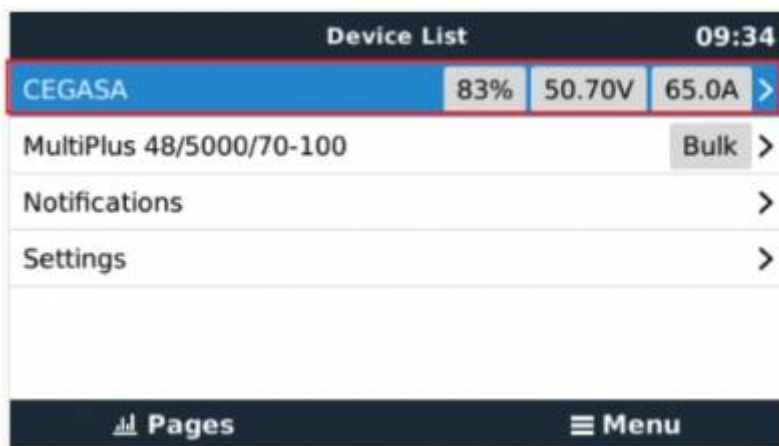 Device List 09:34
CEGASA 83% 50.70V 65.0A
MultiPlus 48/5000/70-100 Bulk
Notifications
Settings
Pages Menu